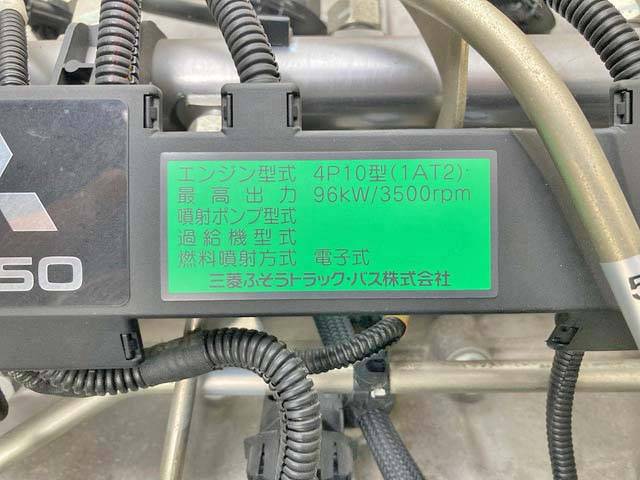 エンジン型式 4P10型(1AT2)
最高出力 96kW/3500rpm
噴射ポンプ型式
過給機型式
燃料噴射方式 電子式
三菱ふそうトラック・バス株式会社
50